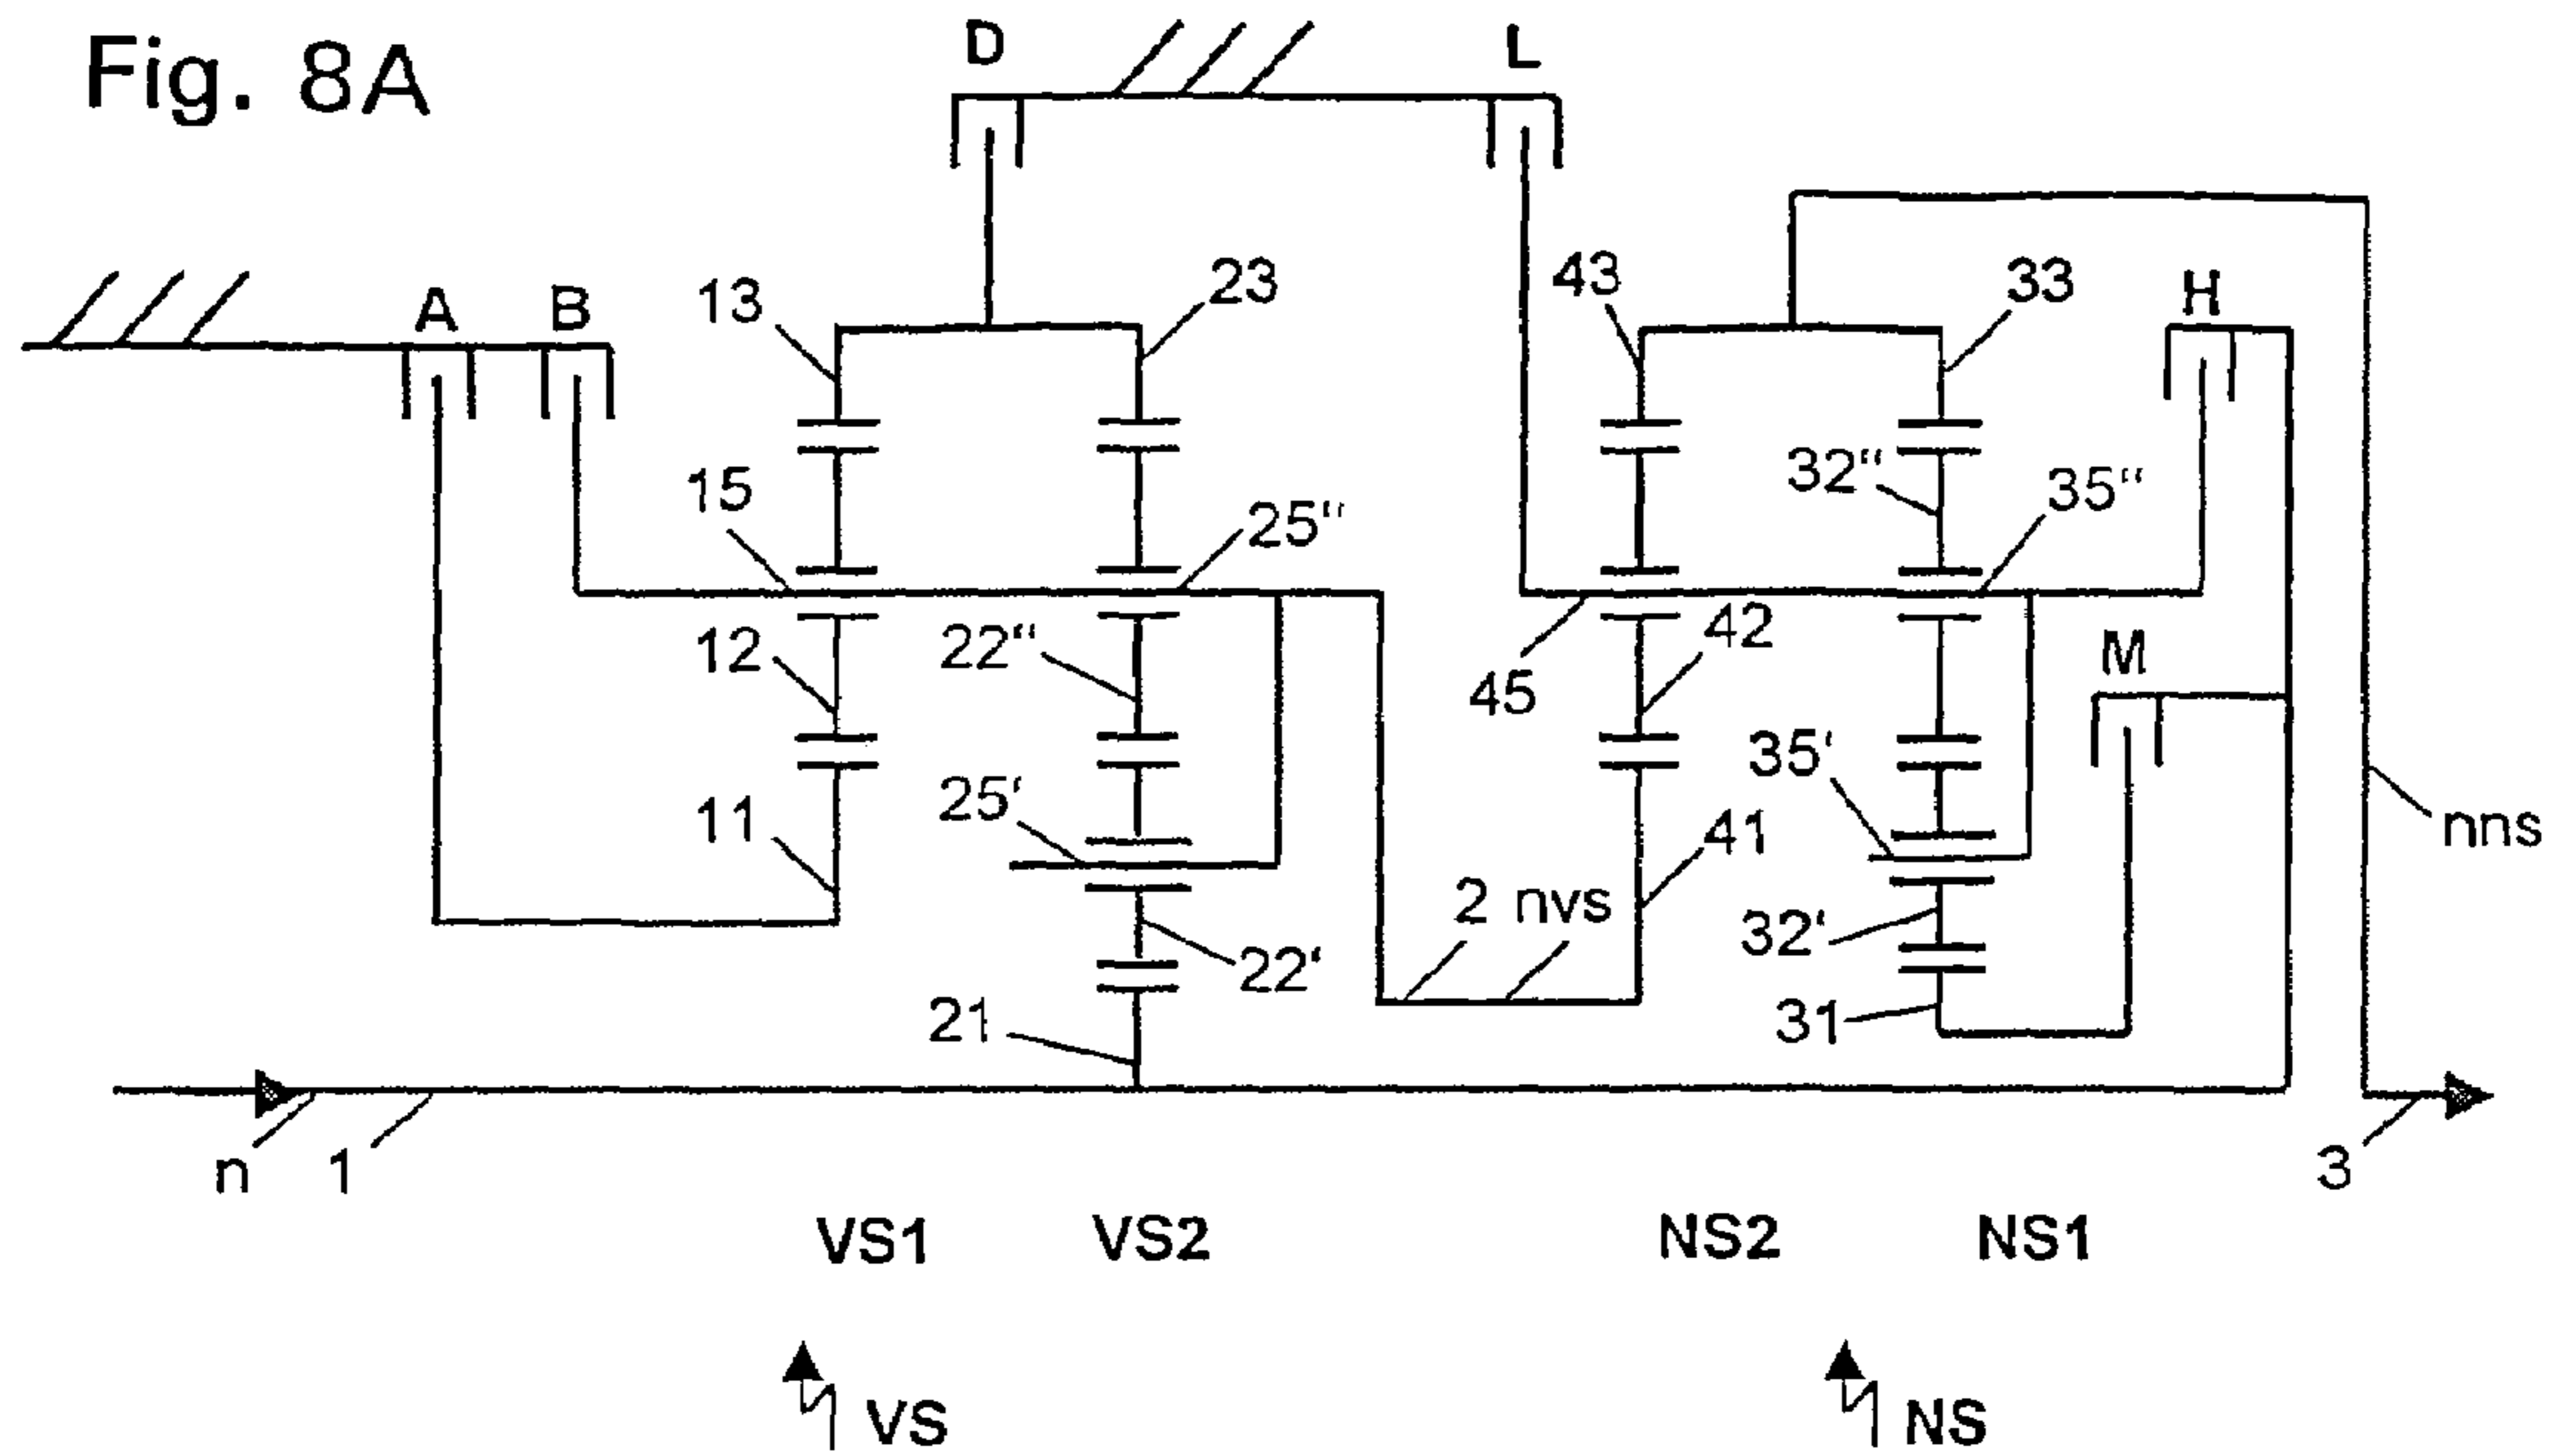 Fig. 8A
D L
A B 13 23 43 33 H
15 25" 32" 35"
12 22" 45 42 M
11 25' 35' 41 nns
2 nvs
21 22' 32' 31
n 1 3
VS1 VS2 NS2 NS1
VS NS